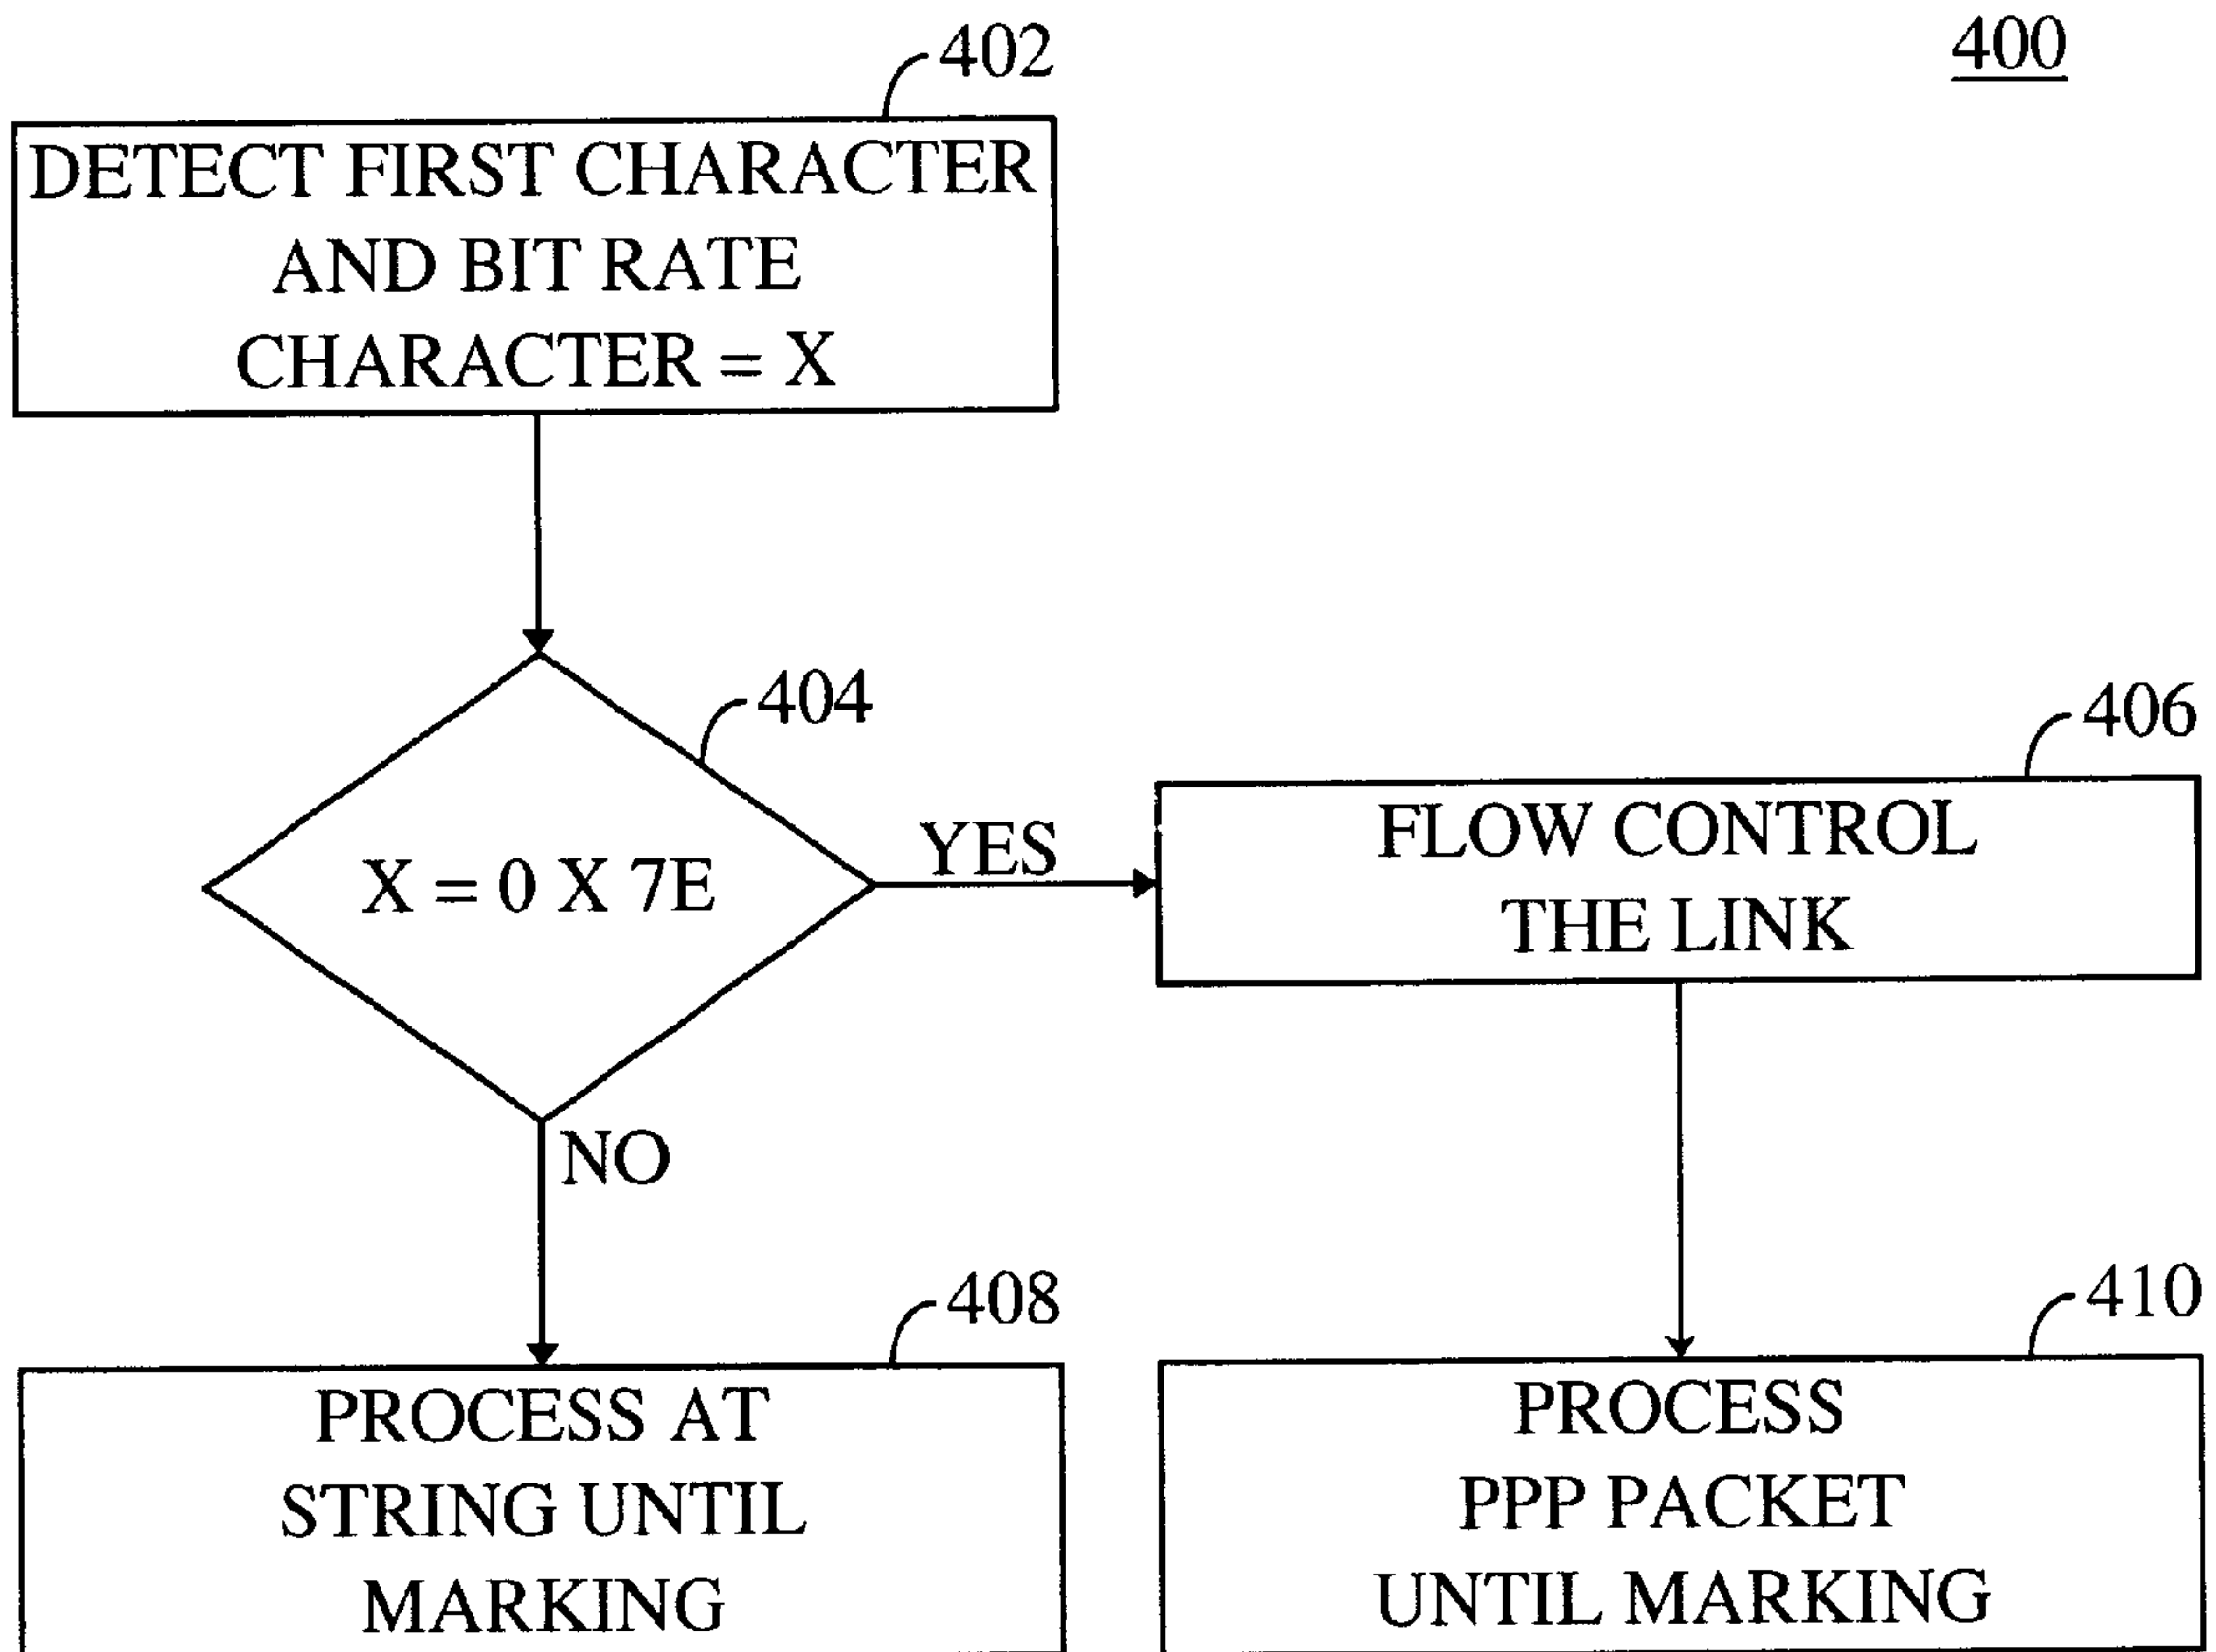 402
400
DETECT FIRST CHARACTER
AND BIT RATE
CHARACTER = X
404
X = 0 X 7E
YES
406
FLOW CONTROL
THE LINK
NO
408
PROCESS AT
STRING UNTIL
MARKING
410
PROCESS
PPP PACKET
UNTIL MARKING